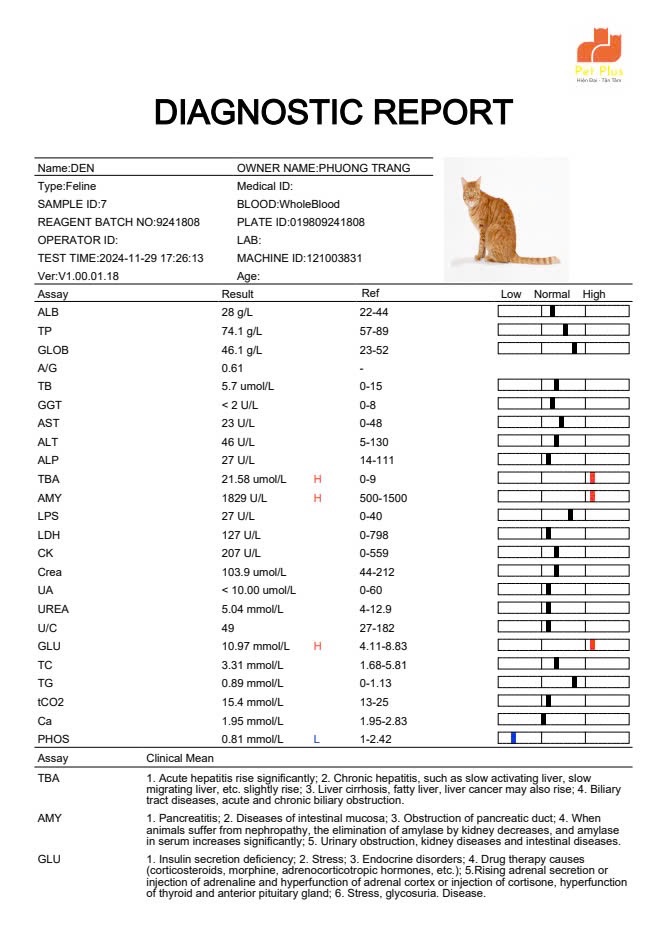 Pet Plus
Hiện Đại - Tận Tâm
DIAGNOSTIC REPORT
Name:DEN OWNER NAME:PHUONG TRANG
Type:Feline Medical ID:
SAMPLE ID:7 BLOOD:WholeBlood
REAGENT BATCH NO:9241808 PLATE ID:019809241808
OPERATOR ID: LAB:
TEST TIME:2024-11-29 17:26:13 MACHINE ID:121003831
Ver:V1.00.01.18 Age:
Assay Result Ref Low Normal High
ALB 28 g/L 22-44
TP 74.1 g/L 57-89
GLOB 46.1 g/L 23-52
A/G 0.61 -
TB 5.7 umol/L 0-15
GGT < 2 U/L 0-8
AST 23 U/L 0-48
ALT 46 U/L 5-130
ALP 27 U/L 14-111
TBA 21.58 umol/L H 0-9
AMY 1829 U/L H 500-1500
LPS 27 U/L 0-40
LDH 127 U/L 0-798
CK 207 U/L 0-559
Crea 103.9 umol/L 44-212
UA < 10.00 umol/L 0-60
UREA 5.04 mmol/L 4-12.9
U/C 49 27-182
GLU 10.97 mmol/L H 4.11-8.83
TC 3.31 mmol/L 1.68-5.81
TG 0.89 mmol/L 0-1.13
tCO2 15.4 mmol/L 13-25
Ca 1.95 mmol/L 1.95-2.83
PHOS 0.81 mmol/L L 1-2.42
Assay Clinical Mean
TBA 1. Acute hepatitis rise significantly; 2. Chronic hepatitis, such as slow activating liver, slow
migrating liver, etc. slightly rise; 3. Liver cirrhosis, fatty liver, liver cancer may also rise; 4. Biliary
tract diseases, acute and chronic biliary obstruction.
AMY 1. Pancreatitis; 2. Diseases of intestinal mucosa; 3. Obstruction of pancreatic duct; 4. When
animals suffer from nephropathy, the elimination of amylase by kidney decreases, and amylase
in serum increases significantly; 5. Urinary obstruction, kidney diseases and intestinal diseases.
GLU 1. Insulin secretion deficiency; 2. Stress; 3. Endocrine disorders; 4. Drug therapy causes
(corticosteroids, morphine, adrenocorticotropic hormones, etc.); 5.Rising adrenal secretion or
injection of adrenaline and hyperfunction of adrenal cortex or injection of cortisone, hyperfunction
of thyroid and anterior pituitary gland; 6. Stress, glycosuria. Disease.